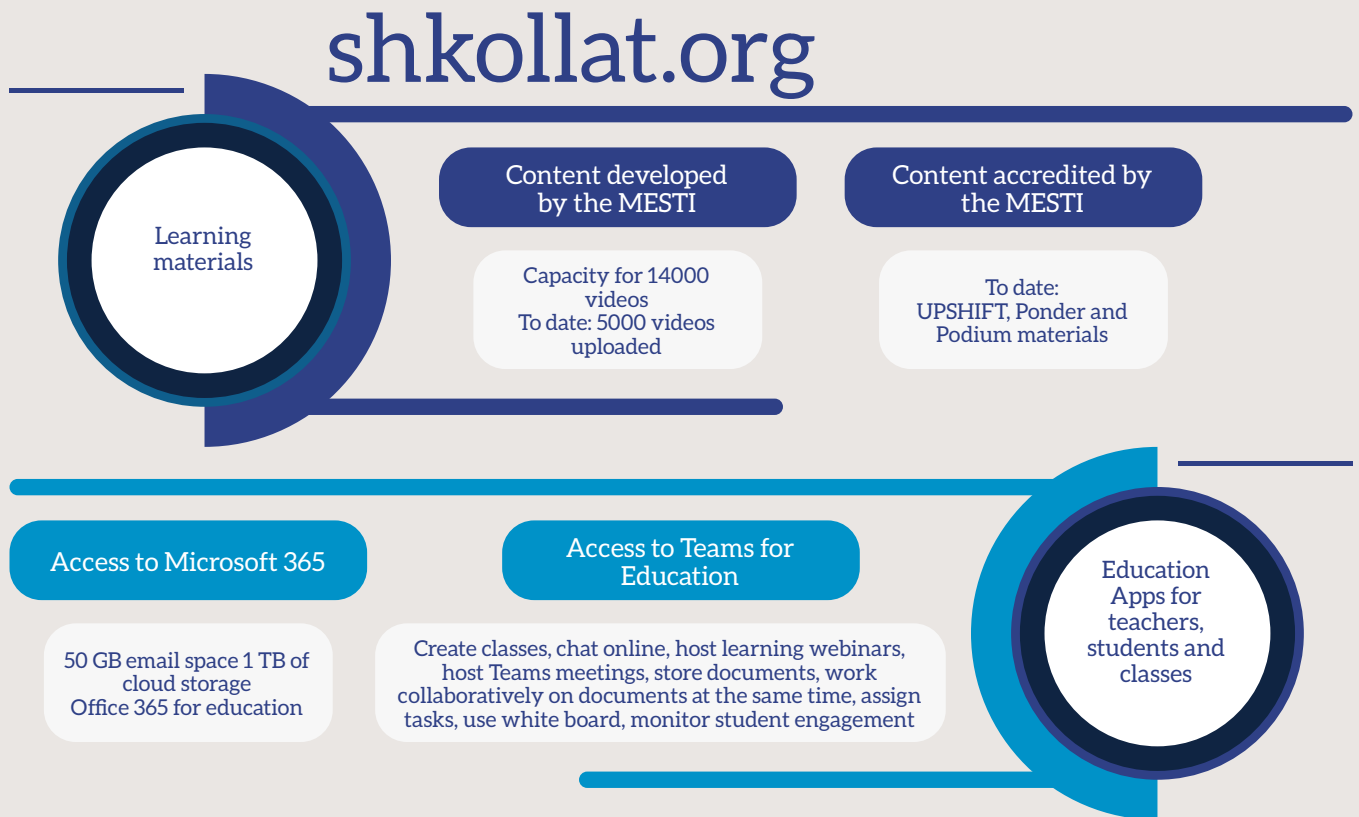 shkollat.org
Learning
materials
Content developed
by the MESTI
Capacity for 14000
videos
To date: 5000 videos
uploaded
Content accredited by
the MESTI
To date:
UPSHIFT, Ponder and
Podium materials
Access to Microsoft 365
50 GB email space 1 TB of
cloud storage
Office 365 for education
Access to Teams for
Education
Create classes, chat online, host learning webinars,
host Teams meetings, store documents, work
collaboratively on documents at the same time, assign
tasks, use white board, monitor student engagement
Education
Apps for
teachers,
students and
classes